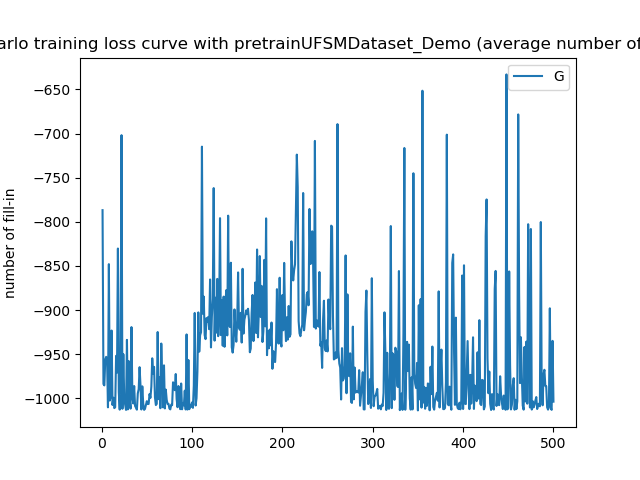 arlo training loss curve with pretrainUFSMDataset_Demo (average number of
G
number of fill-in
−650
−700
−750
−800
−850
−900
−950
−1000
0 100 200 300 400 500